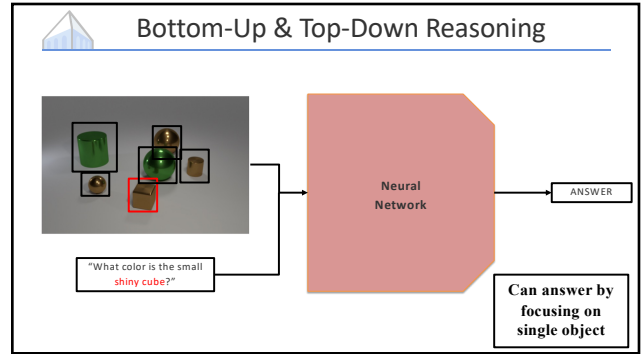 Bottom-Up & Top-Down Reasoning
Neural
Network
ANSWER
"What color is the small
shiny cube?"
Can answer by
focusing on
single object